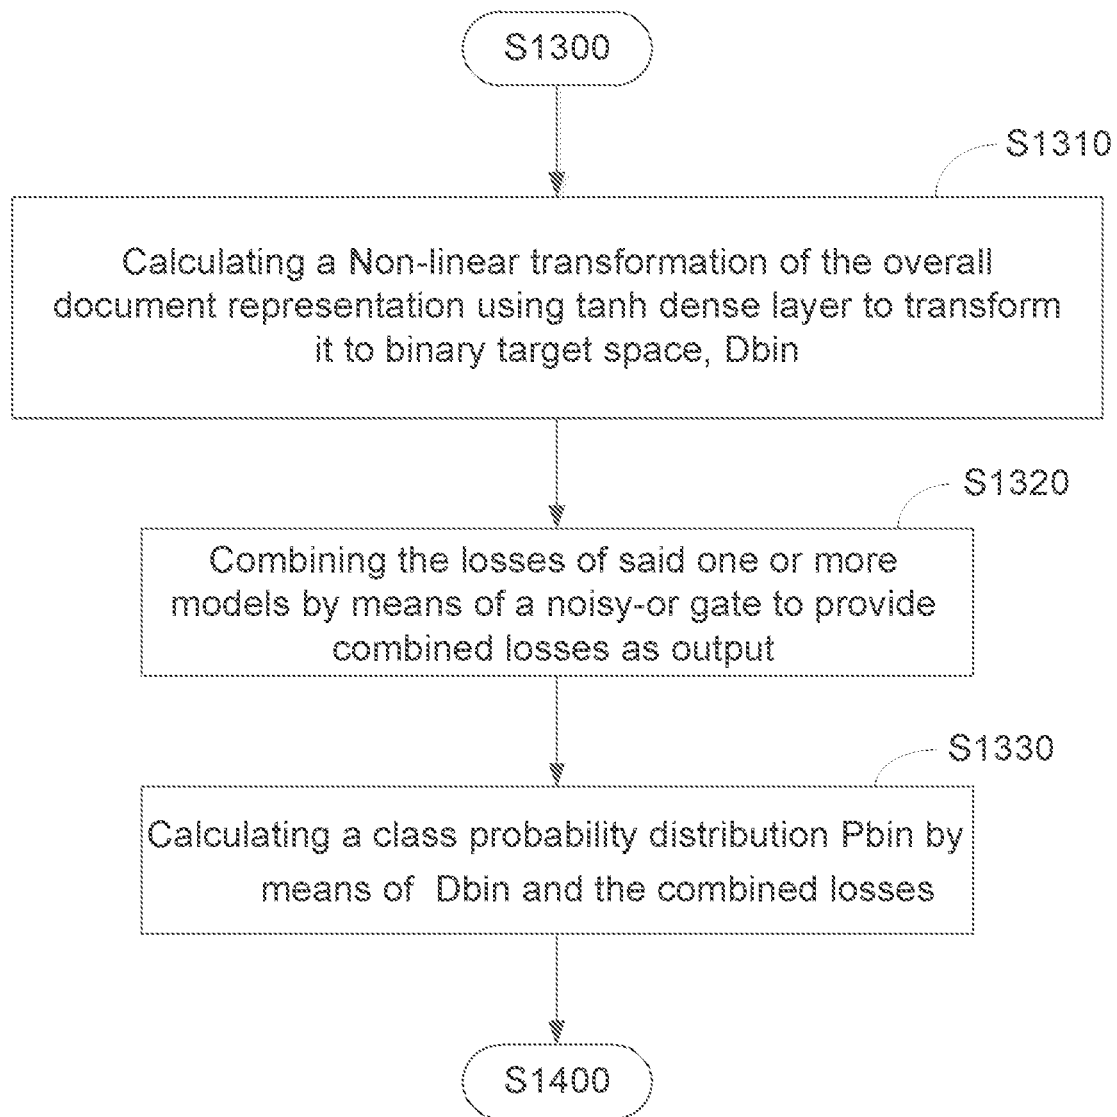 S1300
S1310
Calculating a Non-linear transformation of the overall
document representation using tanh dense layer to transform
it to binary target space, Dbin
S1320
Combining the losses of said one or more
models by means of a noisy-or gate to provide
combined losses as output
S1330
Calculating a class probability distribution Pbin by
means of Dbin and the combined losses
S1400